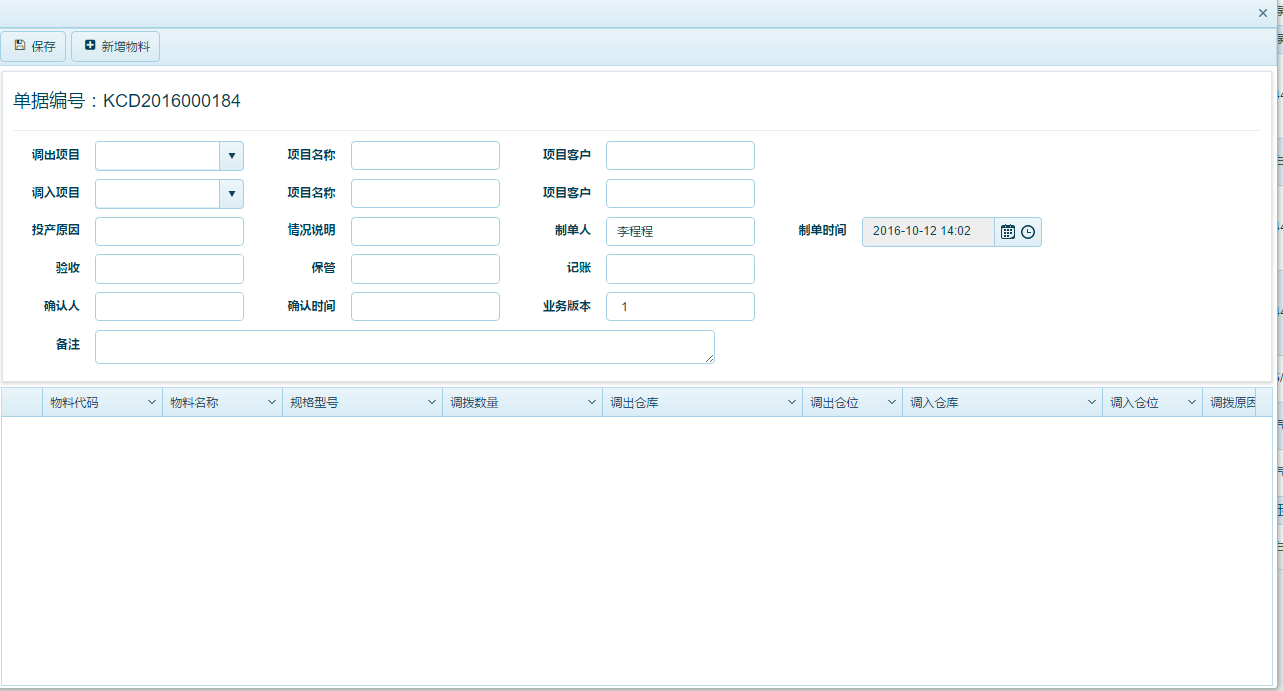 保存 新增物料
单据编号：KCD2016000184
调出项目 项目名称 项目客户
调入项目 项目名称 项目客户
投产原因 情况说明 制单人 李程程 制单时间 2016-10-12 14:02
验收 保管 记账
确认人 确认时间 业务版本 1
备注
物料代码 物料名称 规格型号 调拨数量 调出仓库 调出仓位 调入仓库 调入仓位 调拨原因